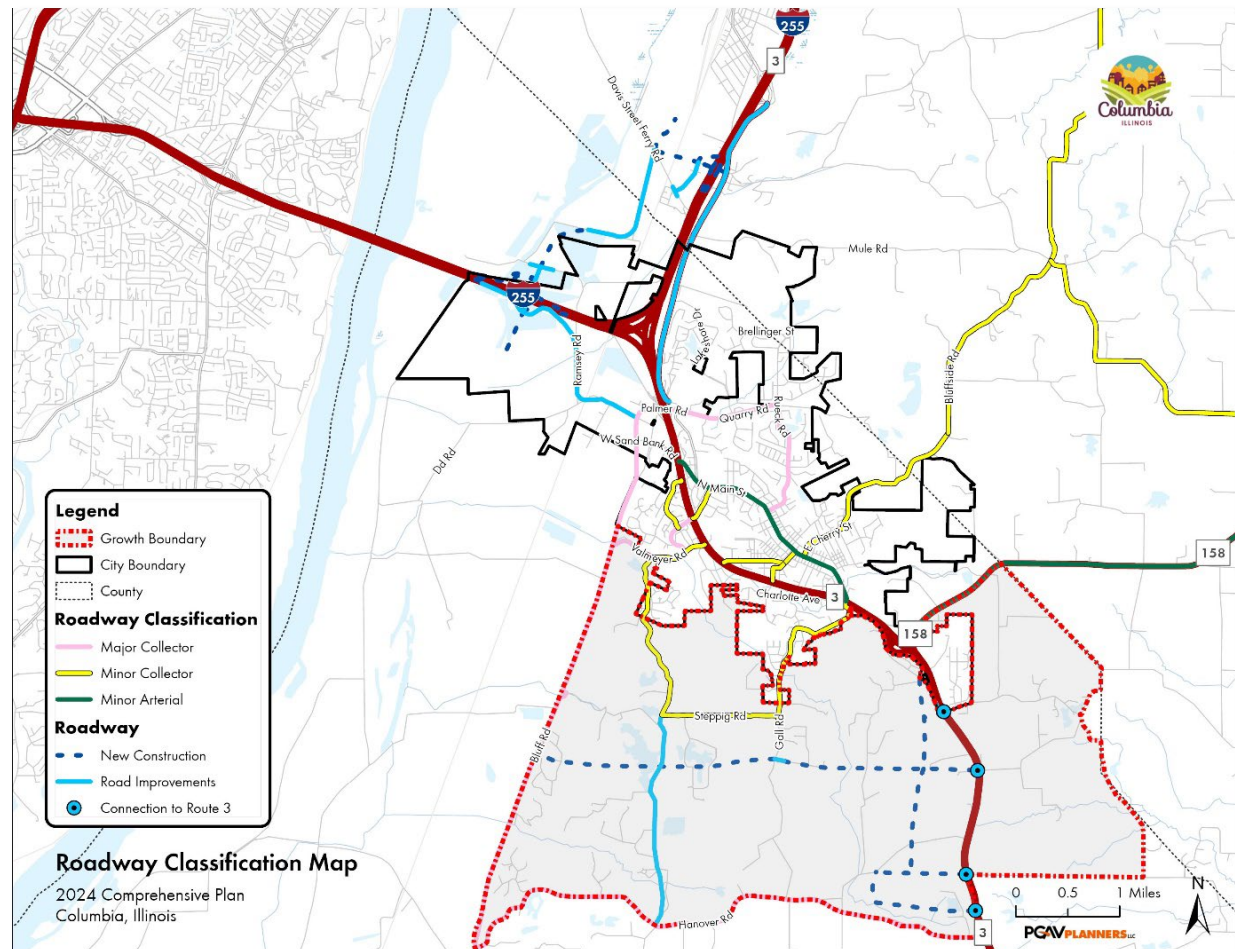 255
3
Columbia
ILLINOIS
Davis Street Ferry Rd
Mule Rd
255
Ramsey Rd
Lakeshore Dr
Brellinger St
Bluffside Rd
Palmer Rd
Quarry Rd
Rueck Rd
W Sand Bank Rd
Dd Rd
N Main St
E Cherry St
Valmeyer Rd
158
Charlotte Ave
3
158
Steppig Rd
Gall Rd
Bluff Rd
Hanover Rd
3
Legend
Growth Boundary
City Boundary
County
Roadway Classification
Major Collector
Minor Collector
Minor Arterial
Roadway
New Construction
Road Improvements
Connection to Route 3
Roadway Classification Map
2024 Comprehensive Plan
Columbia, Illinois
0 0.5 1 Miles
N
PGAVPLANNERS LLC